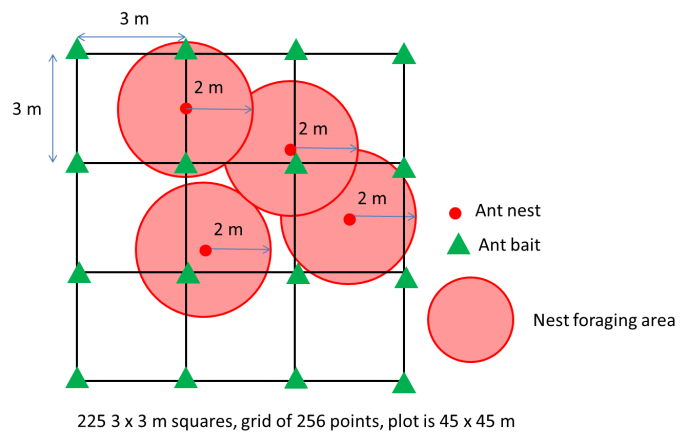 3 m
3 m
2 m
2 m
2 m
2 m
Ant nest
Ant bait
Nest foraging area
225 3 x 3 m squares, grid of 256 points, plot is 45 x 45 m